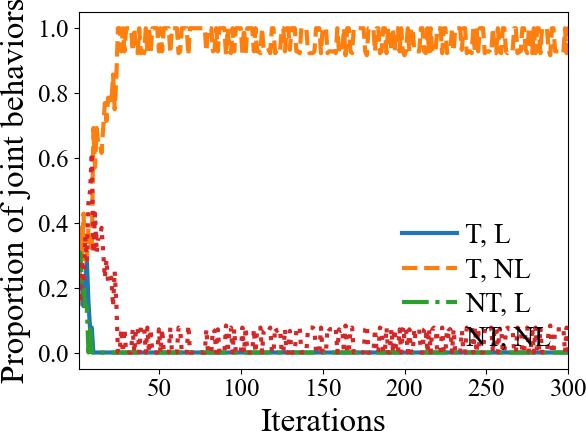 Proportion of joint behaviors
1.0
0.8
0.6
0.4
0.2
0.0
T, L
T, NL
NT, L
NT, NL
50
100
150
200
250
300
Iterations